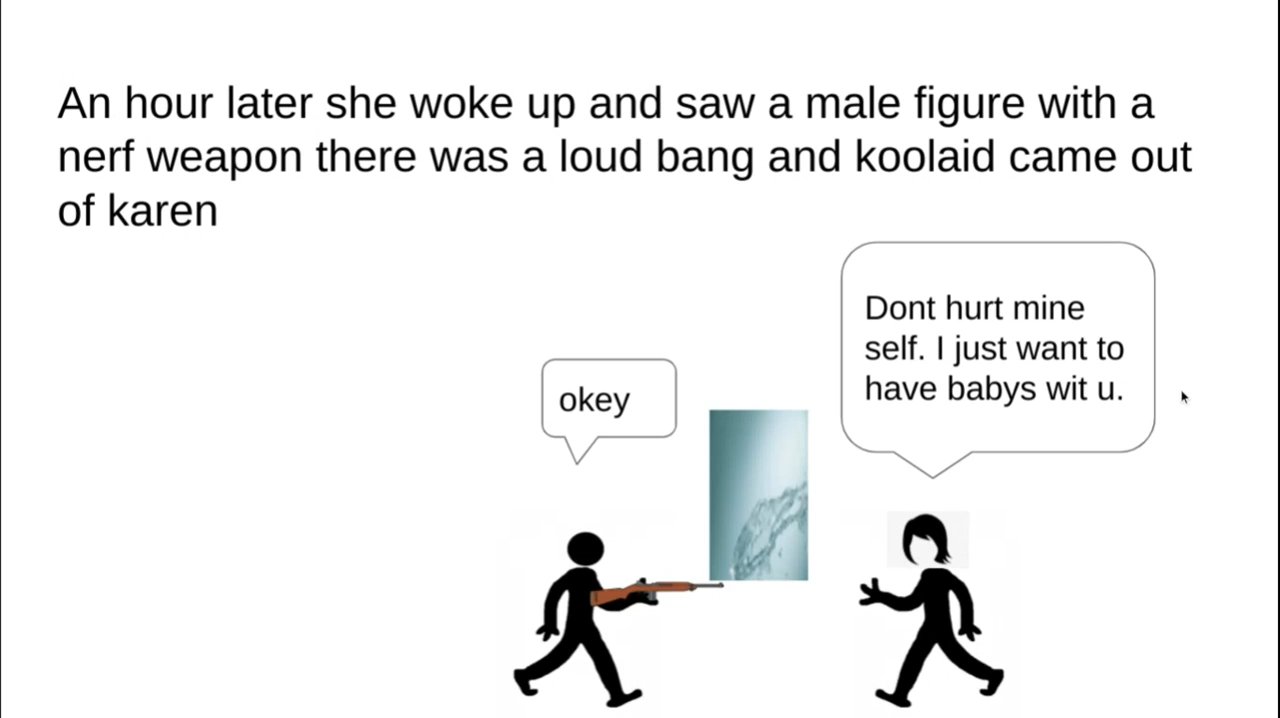 An hour later she woke up and saw a male figure with a
nerf weapon there was a loud bang and koolaid came out
of karen
Dont hurt mine
self. I just want to
have babys wit u.
okey